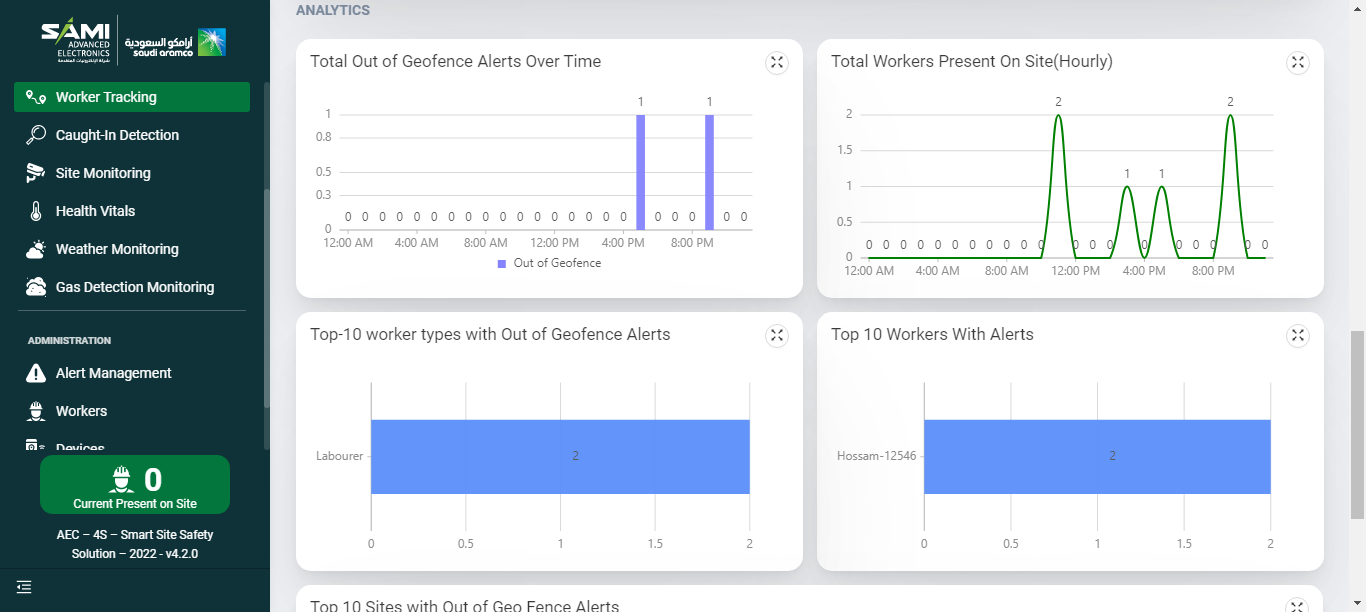 SAMI
ADVANCED
ELECTRONICS
شركة الإلكترونيات المتقدمة
أرامكو السعودية
saudi aramco
Worker Tracking
Caught-In Detection
Site Monitoring
Health Vitals
Weather Monitoring
Gas Detection Monitoring
ADMINISTRATION
Alert Management
Workers
Devices
0
Current Present on Site
AEC – 4S – Smart Site Safety
Solution – 2022 - v4.2.0
ANALYTICS
Total Out of Geofence Alerts Over Time
1 1
1
0.8
0.5
0.3
0
0 0 0 0 0 0 0 0 0 0 0 0 0 0 0 0 0 0 0 0 0 0
12:00 AM 4:00 AM 8:00 AM 12:00 PM 4:00 PM 8:00 PM
Out of Geofence
Total Workers Present On Site(Hourly)
2 2
2
1.5
1 1
1
0.5
0
0 0 0 0 0 0 0 0 0 0 0 0 0 0 0 0 0 0 0 0
12:00 AM 4:00 AM 8:00 AM 12:00 PM 4:00 PM 8:00 PM
Top-10 worker types with Out of Geofence Alerts
Labourer
2
0 0.5 1 1.5 2
Top 10 Workers With Alerts
Hossam-12546
2
0 0.5 1 1.5 2
Top 10 Sites with Out of Geo Fence Alerts